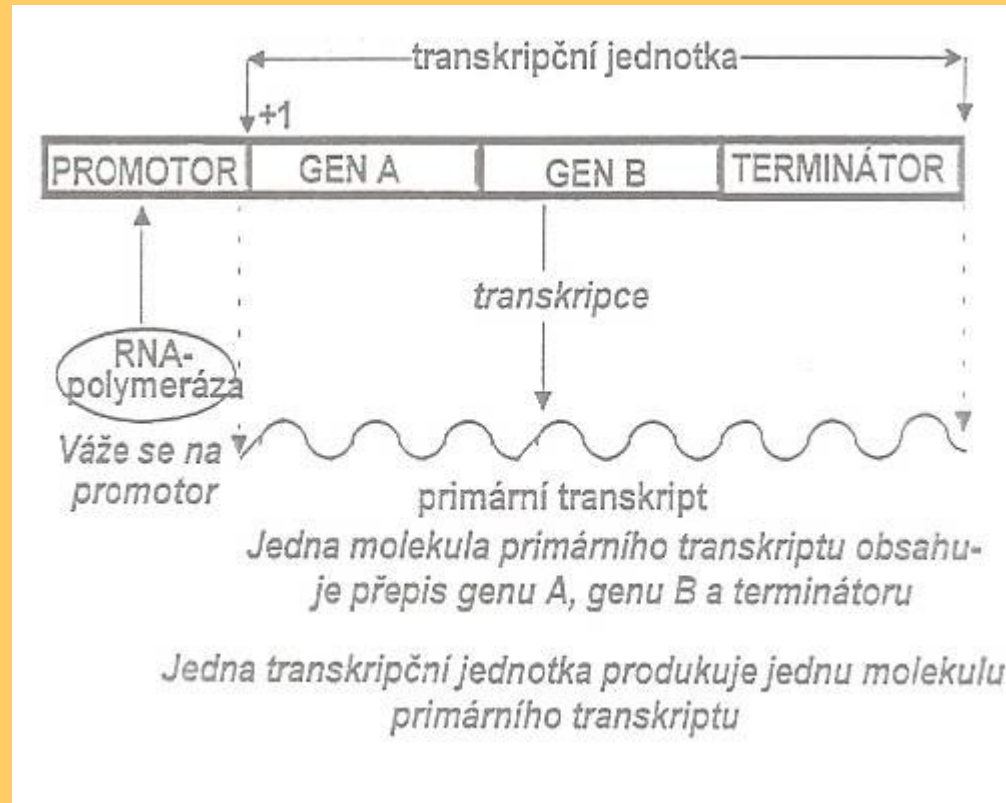 transkripční jednotka
+1
PROMOTOR GEN A GEN B TERMINÁTOR
transkripce
RNA-
polymeráza
Váže se na
promotor
primární transkript
Jedna molekula primárního transkriptu obsahu-
je přepis genu A, genu B a terminátoru
Jedna transkripční jednotka produkuje jednu molekulu
primárního transkriptu